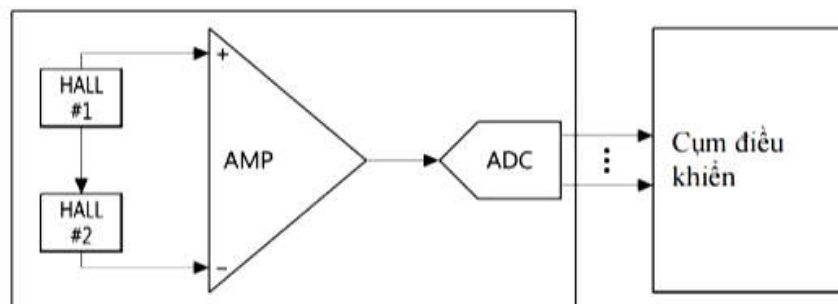 HALL
#1
+
AMP
ADC
Cụm điều
khiển
HALL
#2
−